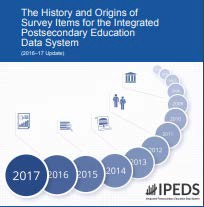 The History and Origins of
Survey Items for the Integrated
Postsecondary Education
Data System
(2016–17 Update)
2010
2011
2012
2013
2014
2015
2016
2017
IPEDS
Integrated Postsecondary Education Data System